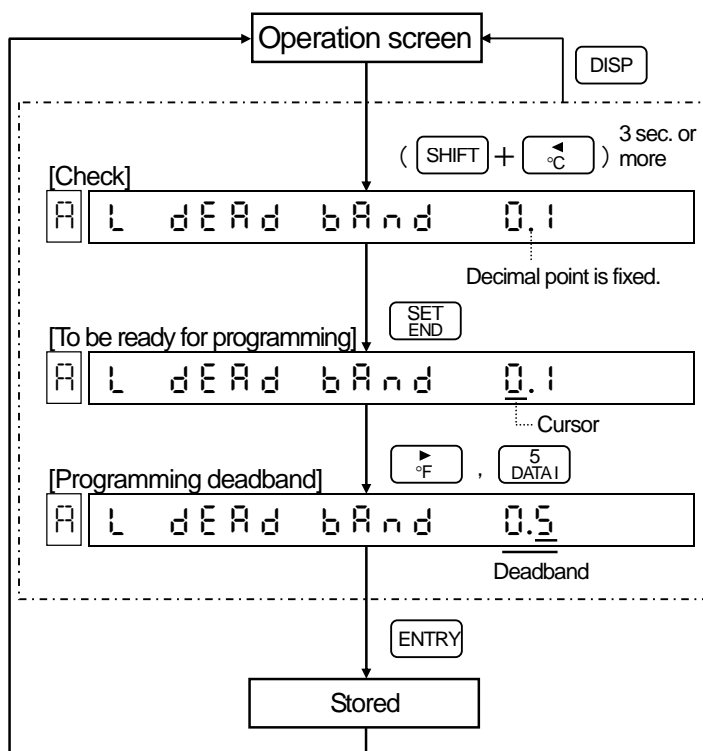 Operation screen
DISP
( SHIFT + ◄ °C ) 3 sec. or more
[Check]
A L dEAd bAnd 0.1
Decimal point is fixed.
SET END
[To be ready for programming]
A L dEAd bAnd 0.1
Cursor
► °F , 5 DATA I
[Programming deadband]
A L dEAd bAnd 0.5
Deadband
ENTRY
Stored